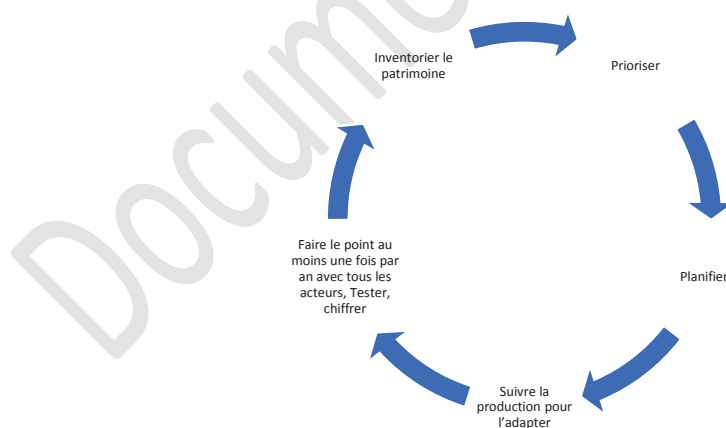 Docume
Inventorier le
patrimoine
Prioriser
Planifier
Suivre la
production pour
l'adapter
Faire le point au
moins une fois par
an avec tous les
acteurs, Tester,
chiffrer